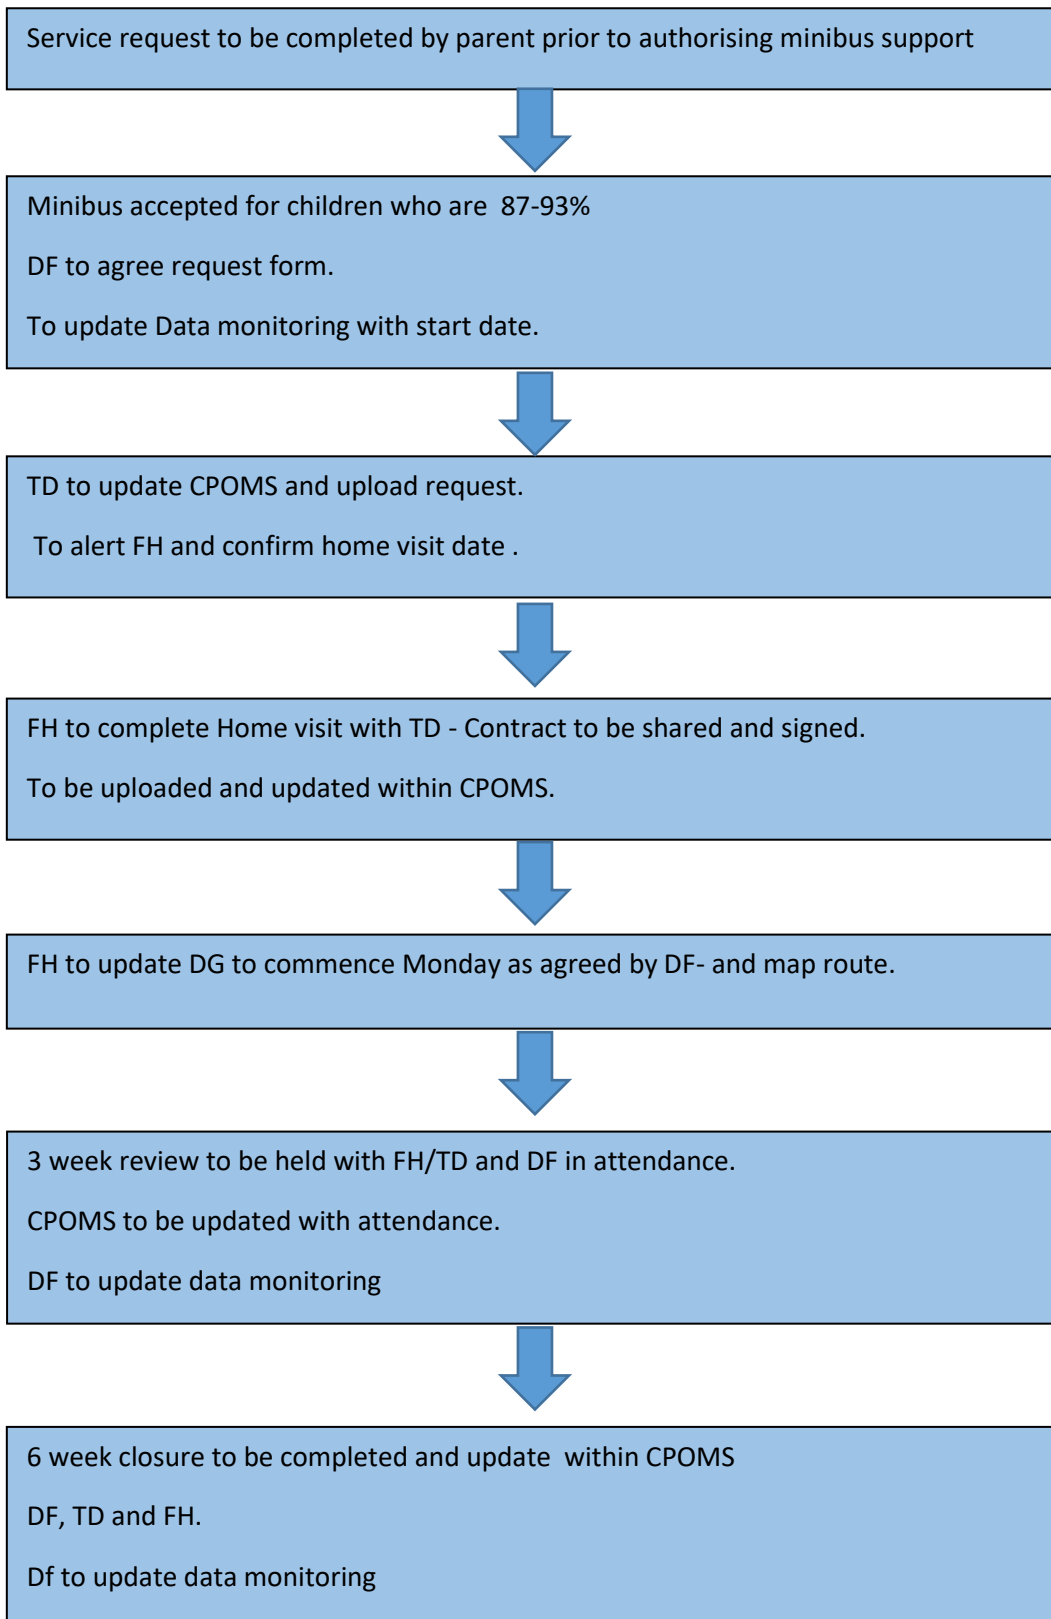 Service request to be completed by parent prior to authorising minibus support
Minibus accepted for children who are  87-93%
DF to agree request form.
To update Data monitoring with start date.
TD to update CPOMS and upload request.
To alert FH and confirm home visit date .
FH to complete Home visit with TD - Contract to be shared and signed.
To be uploaded and updated within CPOMS.
FH to update DG to commence Monday as agreed by DF- and map route.
3 week review to be held with FH/TD and DF in attendance.
CPOMS to be updated with attendance.
DF to update data monitoring
6 week closure to be completed and update  within CPOMS
DF, TD and FH.
Df to update data monitoring